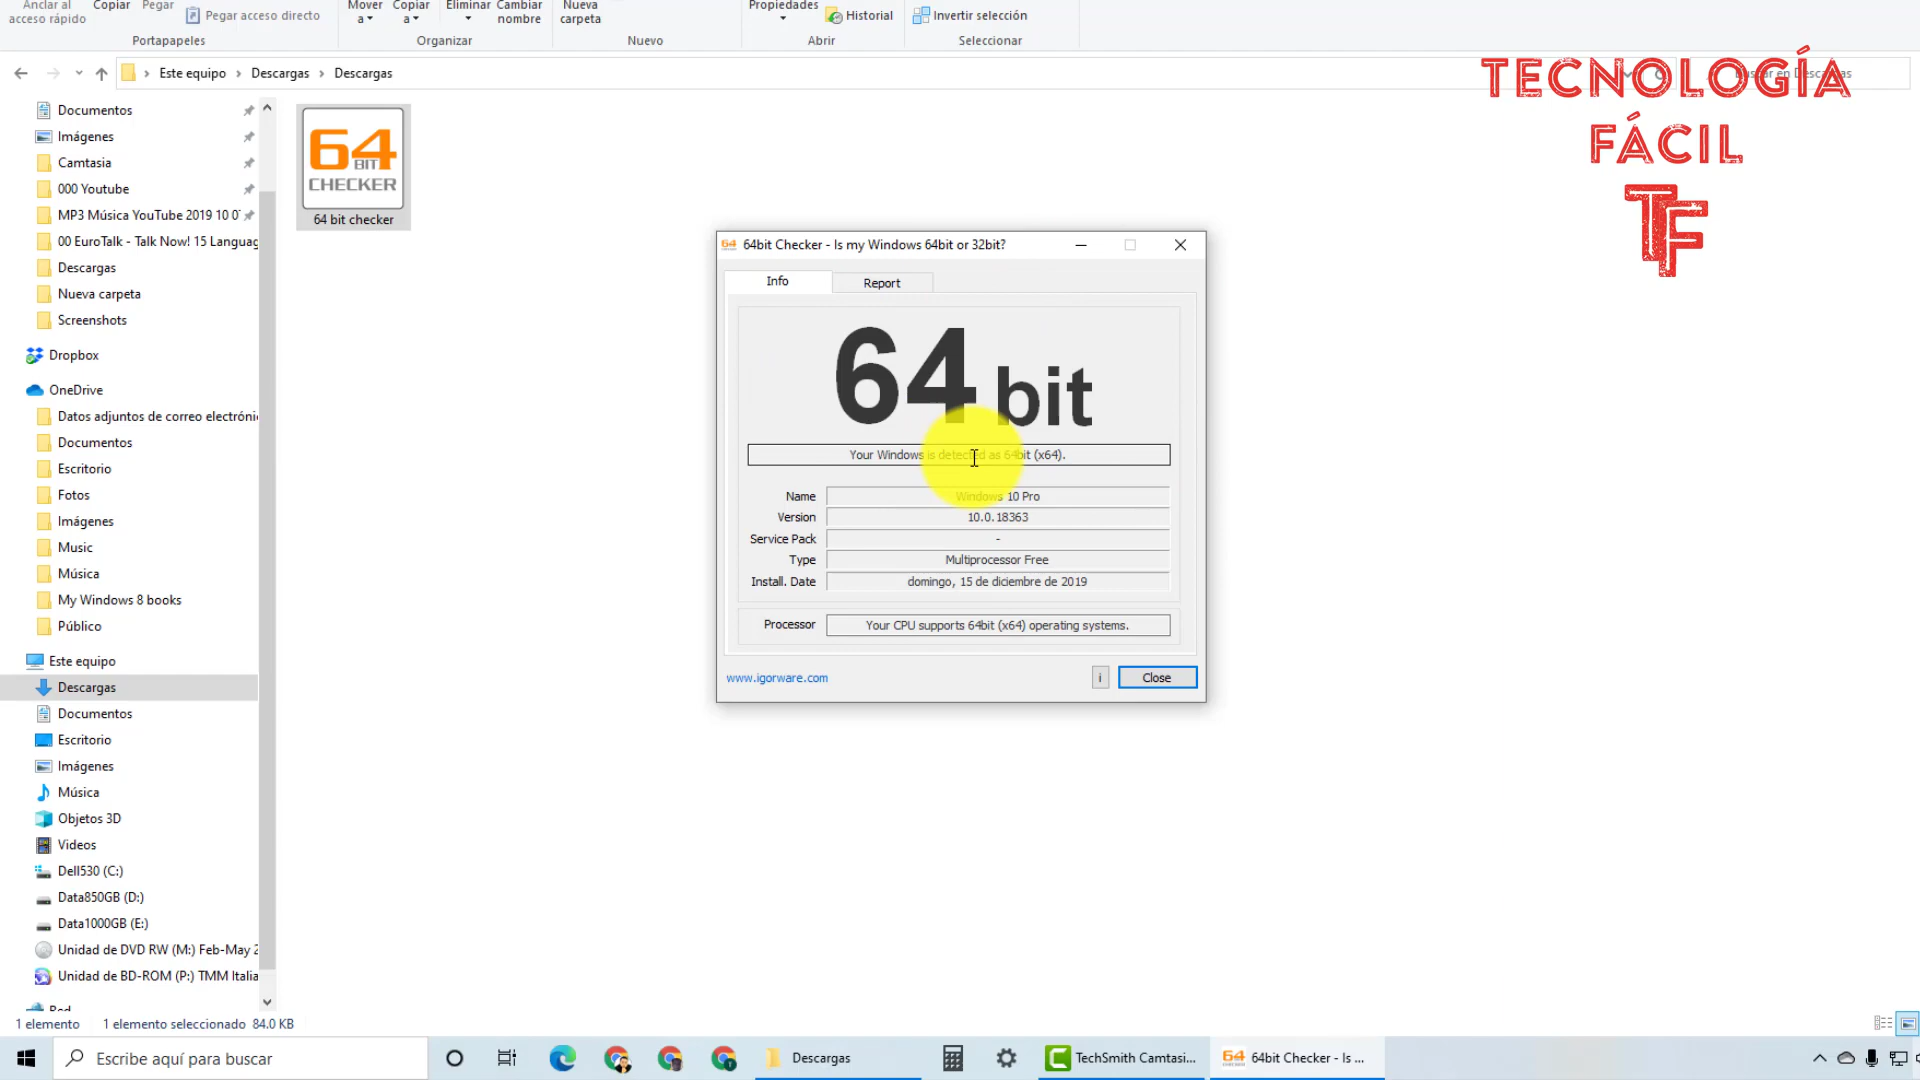 Anclar al
acceso rápido
Copiar
Pegar
Pegar acceso directo
Portapapeles
Mover
a
Copiar
a
Eliminar
Cambiar
nombre
Organizar
Nueva
carpeta
Nuevo
Propiedades
Historial
Abrir
Invertir selección
Seleccionar
Este equipo > Descargas > Descargas
TECNOLOGÍA
FÁCIL
TF
Documentos
Imágenes
Camtasia
000 Youtube
MP3 Música YouTube 2019 10
00 EuroTalk - Talk Now! 15 Languag
Descargas
Nueva carpeta
Screenshots
Dropbox
OneDrive
Datos adjuntos de correo electróni
Documentos
Escritorio
Fotos
Imágenes
Music
Música
My Windows 8 books
Público
Este equipo
Descargas
Documentos
Escritorio
Imágenes
Música
Objetos 3D
Videos
Dell530 (C:)
Data850GB (D:)
Data1000GB (E:)
Unidad de DVD RW (M:) Feb-May 2
Unidad de BD-ROM (P:) TMM Italia
64
BIT
CHECKER
64 bit checker
64bit Checker - Is my Windows 64bit or 32bit?
Info
Report
64 bit
Your Windows is detected as 64bit (x64).
Name Windows 10 Pro
Version 10.0.18363
Service Pack -
Type Multiprocessor Free
Install. Date domingo, 15 de diciembre de 2019
Processor Your CPU supports 64bit (x64) operating systems.
www.igorware.com
i
Close
1 elemento
1 elemento seleccionado 84.0 KB
Escribe aquí para buscar
Descargas
TechSmith Camtasi...
64bit Checker - Is ...